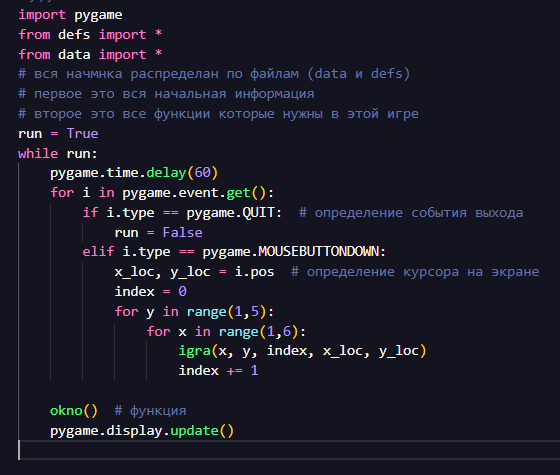 import pygame
from defs import *
from data import *
# вся начмнка распределан по файлам (data и defs)
# первое это вся начальная информация
# второе это все функции которые нужны в этой игре
run = True
while run:
    pygame.time.delay(60)
    for i in pygame.event.get():
        if i.type == pygame.QUIT:  # определение события выхода
            run = False
        elif i.type == pygame.MOUSEBUTTONDOWN:
            x_loc, y_loc = i.pos  # определение курсора на экране
            index = 0
            for y in range(1,5):
                for x in range(1,6):
                    igra(x, y, index, x_loc, y_loc)
                    index += 1
    okno()  # функция
    pygame.display.update()